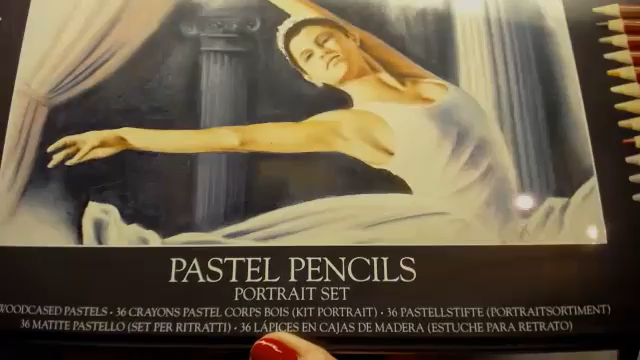 PASTEL PENCILS
PORTRAIT SET
WOODCASED PASTELS · 36 CRAYONS PASTEL CORPS BOIS (KIT PORTRAIT) · 36 PASTELLSTIFTE (PORTRAITSORTIMENT)
36 MATITE PASTELLO (SET PER RITRATTI) · 36 LÁPICES EN CAJAS DE MADERA (ESTUCHE PARA RETRATO)